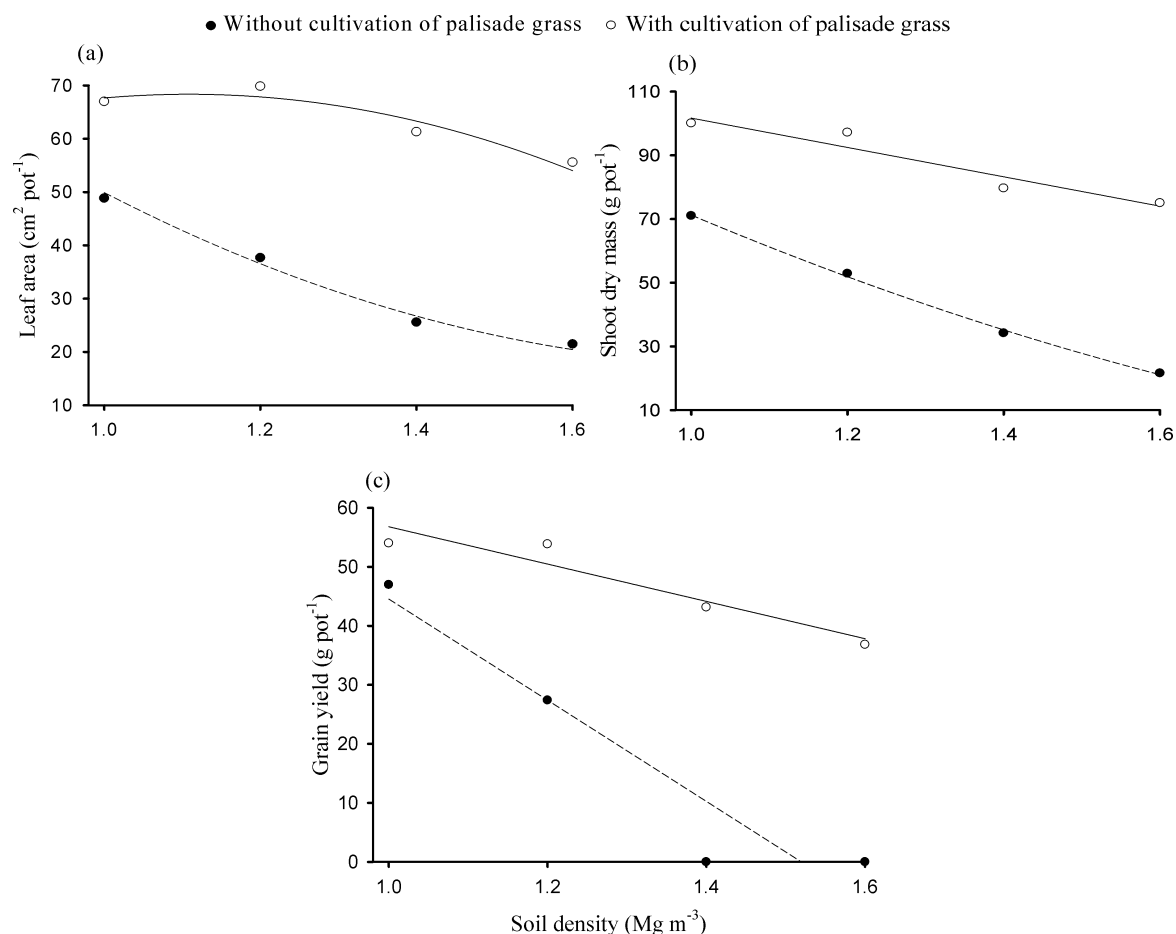 ● Without cultivation of palisade grass ○ With cultivation of palisade grass
(a)
Leaf area (cm² pot⁻¹)
70
60
50
40
30
20
10
1.0 1.2 1.4 1.6
(b)
Shoot dry mass (g pot⁻¹)
110
90
70
50
30
10
1.0 1.2 1.4 1.6
(c)
Grain yield (g pot⁻¹)
60
50
40
30
20
10
0
1.0 1.2 1.4 1.6
Soil density (Mg m⁻³)